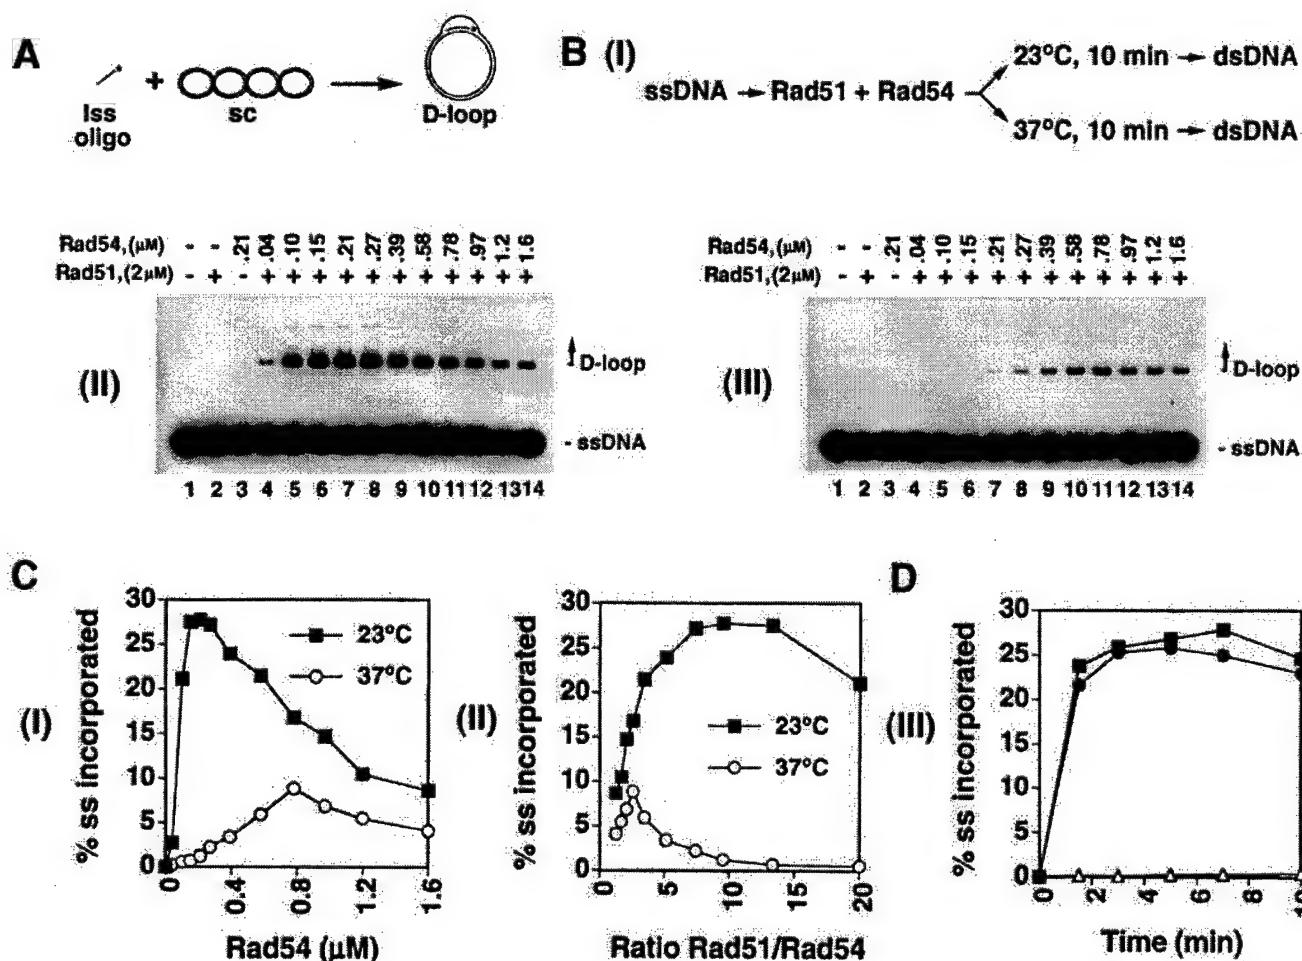 A
lss oligo
+
sc
D-loop
B (I)
ssDNA → Rad51 + Rad54
23°C, 10 min → dsDNA
37°C, 10 min → dsDNA
(II)
Rad54,(μM) - - .21 .04 .10 .15 .21 .27 .39 .58 .78 .97 1.2 1.6
Rad51,(2μM) - + - + + + + + + + + + + +
D-loop
- ssDNA
1 2 3 4 5 6 7 8 9 10 11 12 13 14
(III)
Rad54,(μM) - - .21 .04 .10 .15 .21 .27 .39 .58 .78 .97 1.2 1.6
Rad51,(2μM) - + - + + + + + + + + + + +
D-loop
- ssDNA
1 2 3 4 5 6 7 8 9 10 11 12 13 14
C
(I)
% ss incorporated
30
25
20
15
10
5
0
23°C
37°C
0 0.4 0.8 1.2 1.6
Rad54 (μM)
(II)
% ss incorporated
30
25
20
15
10
5
0
23°C
37°C
0 5 10 15 20
Ratio Rad51/Rad54
D
(III)
% ss incorporated
30
25
20
15
10
5
0
0 2 4 6 8 10
Time (min)